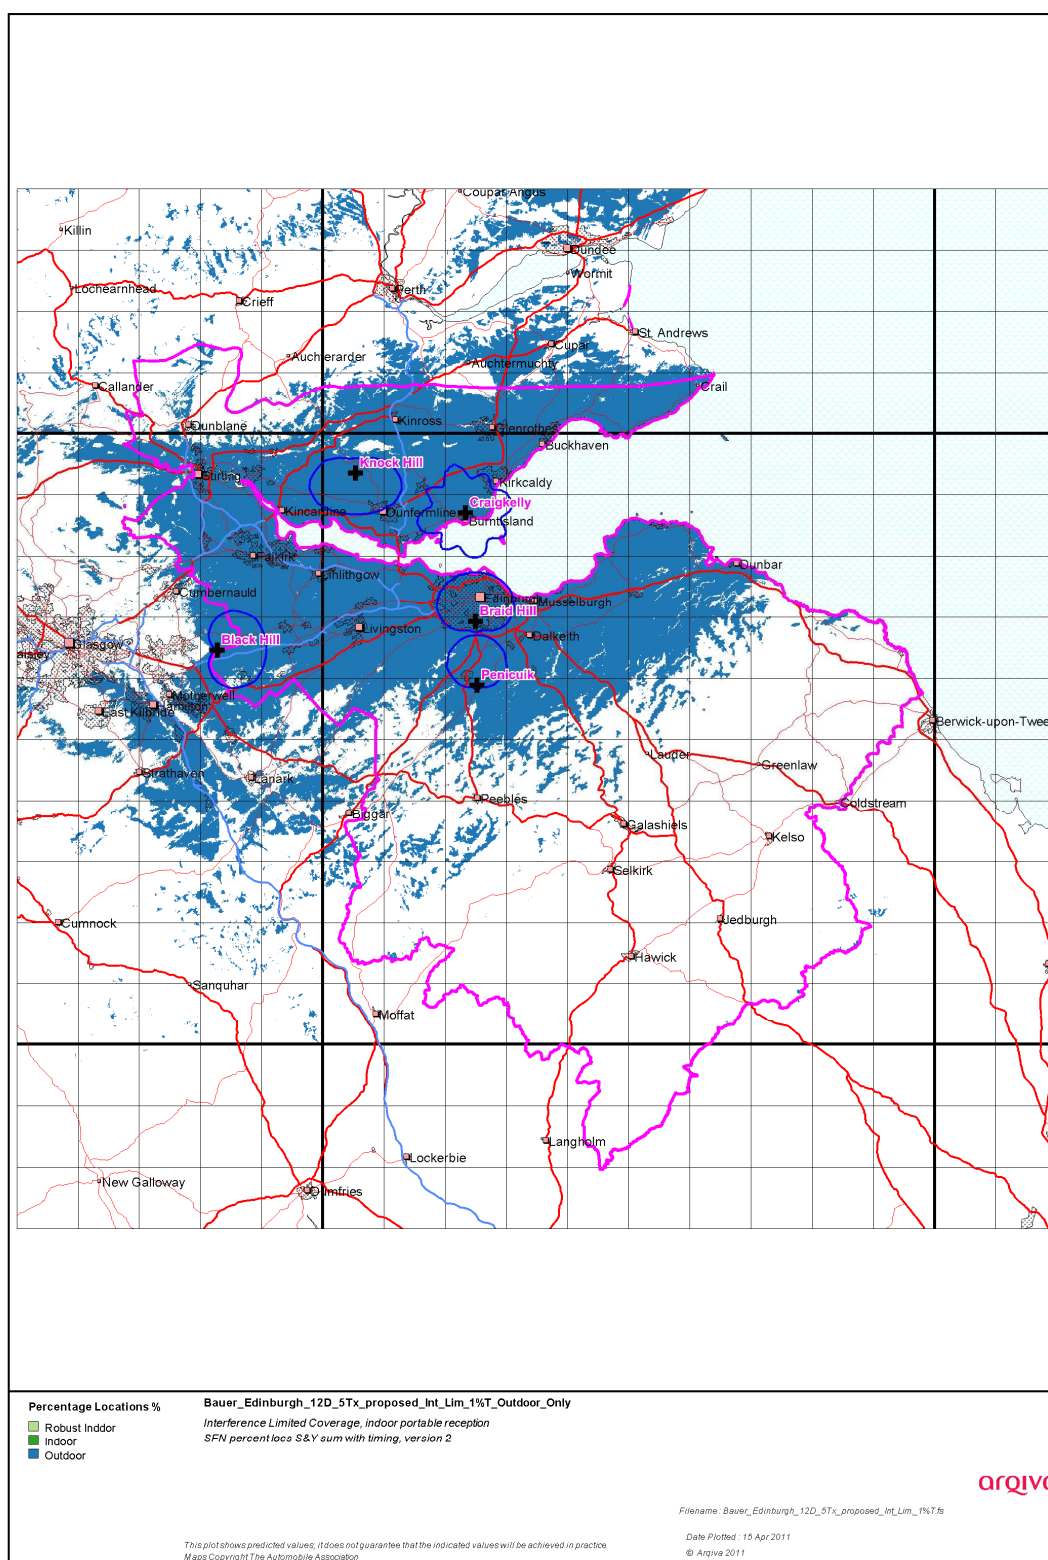 Coupar Angus
Killin
Dundee
Wormit
Lochearnhead
Perth
Crieff
St. Andrews
Cupar
Auchterarder
Auchtermuchty
Callander
Crail
Kinross
Dunblane
Glenrothes
Buckhaven
Knock Hill
Stirling
Kirkcaldy
Craigkelly
Kincardine
Dunfermline
Burntisland
Falkirk
Dunbar
Linlithgow
Cumbernauld
Edinburgh
Musselburgh
Braid Hill
Livingston
Dalkeith
Black Hill
Glasgow
aisley
Penicuik
Motherwell
Hamilton
East Kilbride
Berwick-upon-Twee
Lauder
Greenlaw
Strathaven
Lanark
Peebles
Coldstream
Biggar
Galashiels
Kelso
Selkirk
Cumnock
Jedburgh
Hawick
Sanquhar
Moffat
Langholm
Lockerbie
New Galloway
Dumfries
Percentage Locations %
Robust Inddor
Indoor
Outdoor
Bauer_Edinburgh_12D_5Tx_proposed_Int_Lim_1%T_Outdoor_Only
Interference Limited Coverage, indoor portable reception
SFN percent locs S&Y sum with timing, version 2
arqiva
Filename : Bauer_Edinburgh_12D_5Tx_proposed_Int_Lim_1%T.fs
Date Plotted : 15 Apr 2011
© Arqiva 2011
This plot shows predicted values; it does not guarantee that the indicated values will be achieved in practice.
Maps Copyright The Automobile Association